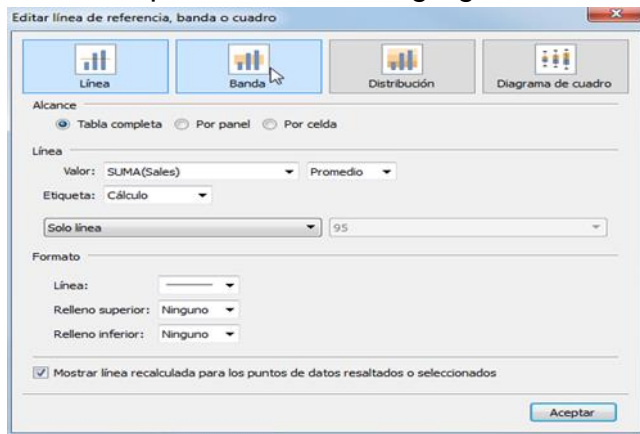 Editar línea de referencia, banda o cuadro
Línea
Banda
Distribución
Diagrama de cuadro
Alcance
Tabla completa Por panel Por celda
Línea
Valor: SUMA(Sales) Promedio
Etiqueta: Cálculo
Solo línea 95
Formato
Línea:
Relleno superior: Ninguno
Relleno inferior: Ninguno
Mostrar línea recalculada para los puntos de datos resaltados o seleccionados
Aceptar